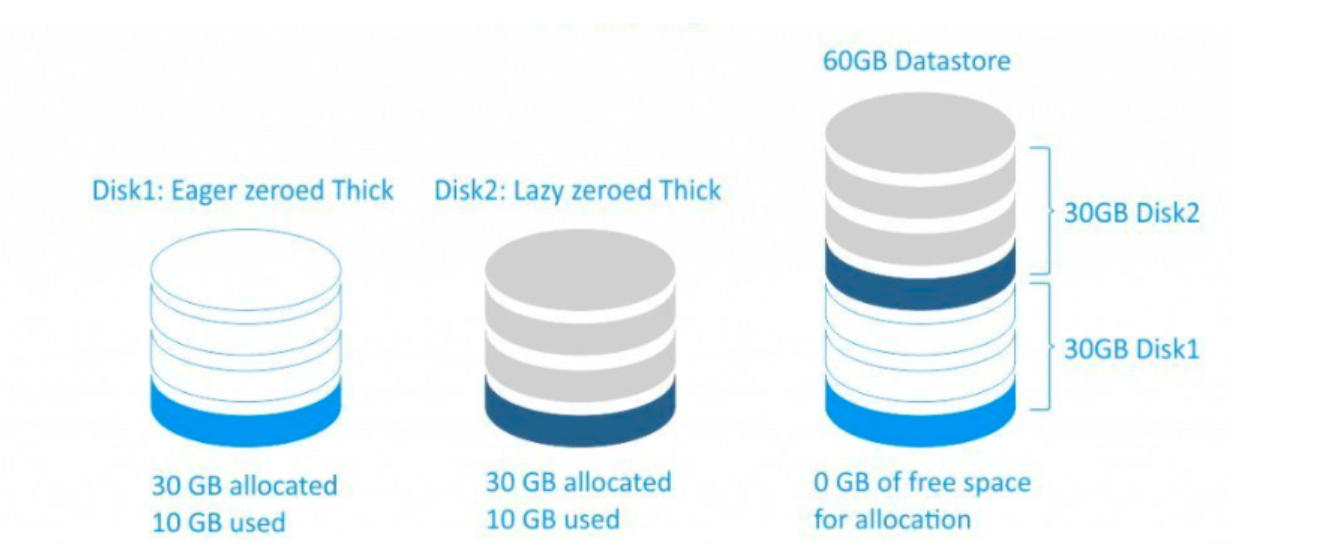 60GB Datastore
Disk1: Eager zeroed Thick
Disk2: Lazy zeroed Thick
30GB Disk2
30GB Disk1
30 GB allocated
10 GB used
30 GB allocated
10 GB used
0 GB of free space
for allocation